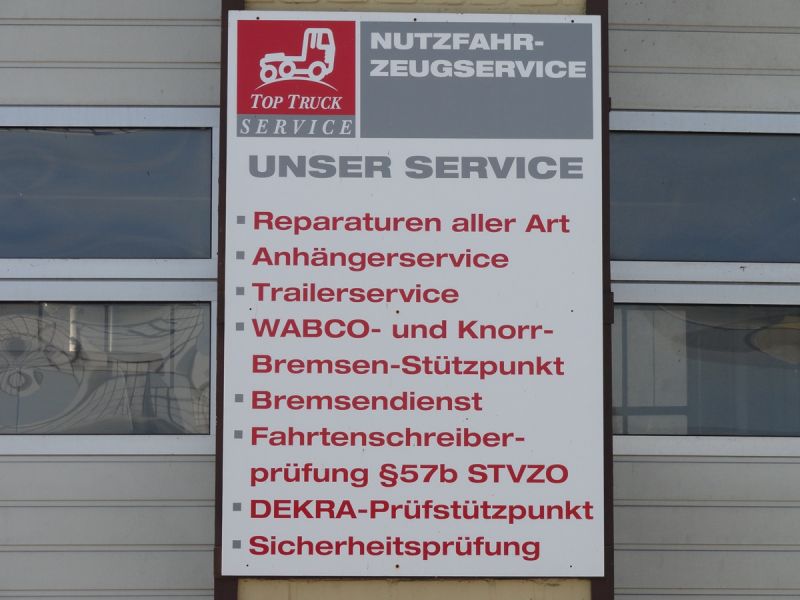 TOP TRUCK
SERVICE
NUTZFAHR-
ZEUGSERVICE
UNSER SERVICE
Reparaturen aller Art
Anhängerservice
Trailerservice
WABCO- und Knorr-
Bremsen-Stützpunkt
Bremsendienst
Fahrtenschreiber-
prüfung §57b STVZO
DEKRA-Prüfstützpunkt
Sicherheitsprüfung